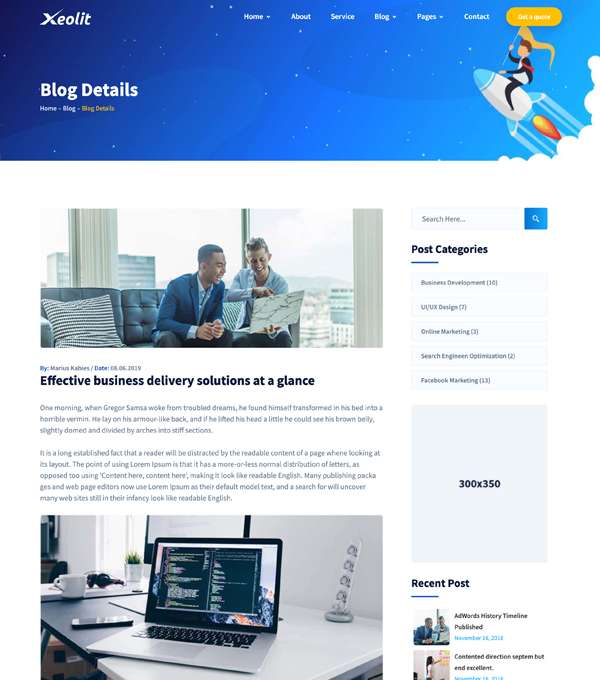 Xeolit
Home
About
Service
Blog
Pages
Contact
Get a quote
Blog Details
Home – Blog – Blog Details
By: Marius Kabies / Date: 08.06.2019
Effective business delivery solutions at a glance
One morning, when Gregor Samsa woke from troubled dreams, he found himself transformed in his bed into a
horrible vermin. He lay on his armour-like back, and if he lifted his head a little he could see his brown belly,
slightly domed and divided by arches into stiff sections.
It is a long established fact that a reader will be distracted by the readable content of a page whene looking at
its layout. The point of using Lorem Ipsum is that it has a more-or-less normal distribution of letters, as
opposed too using 'Content here, content here', making it look like readable English. Many publishing packa
ges and web page editors now use Lorem Ipsum as their default model text, and a search for will uncover
many web sites still in their infancy look like readable English.
Search Here...
Post Categories
Business Development (10)
UI/UX Design (7)
Online Marketing (3)
Search Engineer Optimization (2)
Facebook Marketing (13)
300x350
Recent Post
AdWords History Timeline
Published
November 16, 2018
Contented direction septem but
end excellent.
November 16, 2018